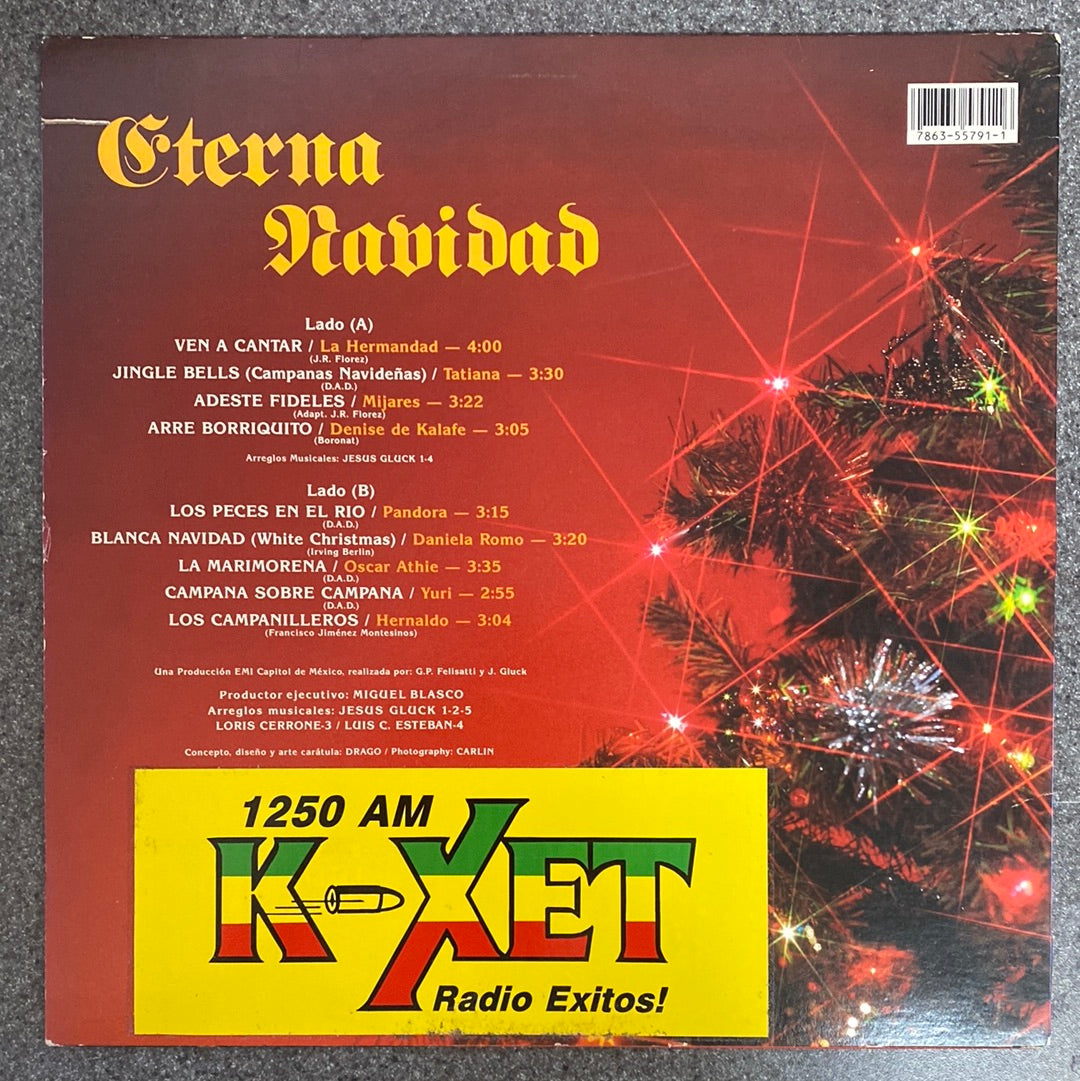 7863-55791-1
Eterna
Navidad
Lado (A)
VEN A CANTAR / La Hermandad — 4:00
(J.R. Florez)
JINGLE BELLS (Campanas Navideñas) / Tatiana — 3:30
(D.A.D.)
ADESTE FIDELES / Mijares — 3:22
(Adapt. J.R. Florez)
ARRE BORRIQUITO / Denise de Kalafe — 3:05
(Boronat)
Arreglos Musicales: JESUS GLUCK 1-4
Lado (B)
LOS PECES EN EL RIO / Pandora — 3:15
(D.A.D.)
BLANCA NAVIDAD (White Christmas) / Daniela Romo — 3:20
(Irving Berlin)
LA MARIMORENA / Oscar Athie — 3:35
(D.A.D.)
CAMPANA SOBRE CAMPANA / Yuri — 2:55
(D.A.D.)
LOS CAMPANILLEROS / Hernaldo — 3:04
(Francisco Jiménez Montesinos)
Una Producción EMI Capitol de México, realizada por: G.P. Felisatti y J. Gluck
Productor ejecutivo: MIGUEL BLASCO
Arreglos musicales: JESUS GLUCK 1-2-5
LORIS CERRONE-3 / LUIS C. ESTEBAN-4
Concepto, diseño y arte carátula: DRAGO / Photography: CARLIN
1250 AM
K-XET
Radio Exitos!